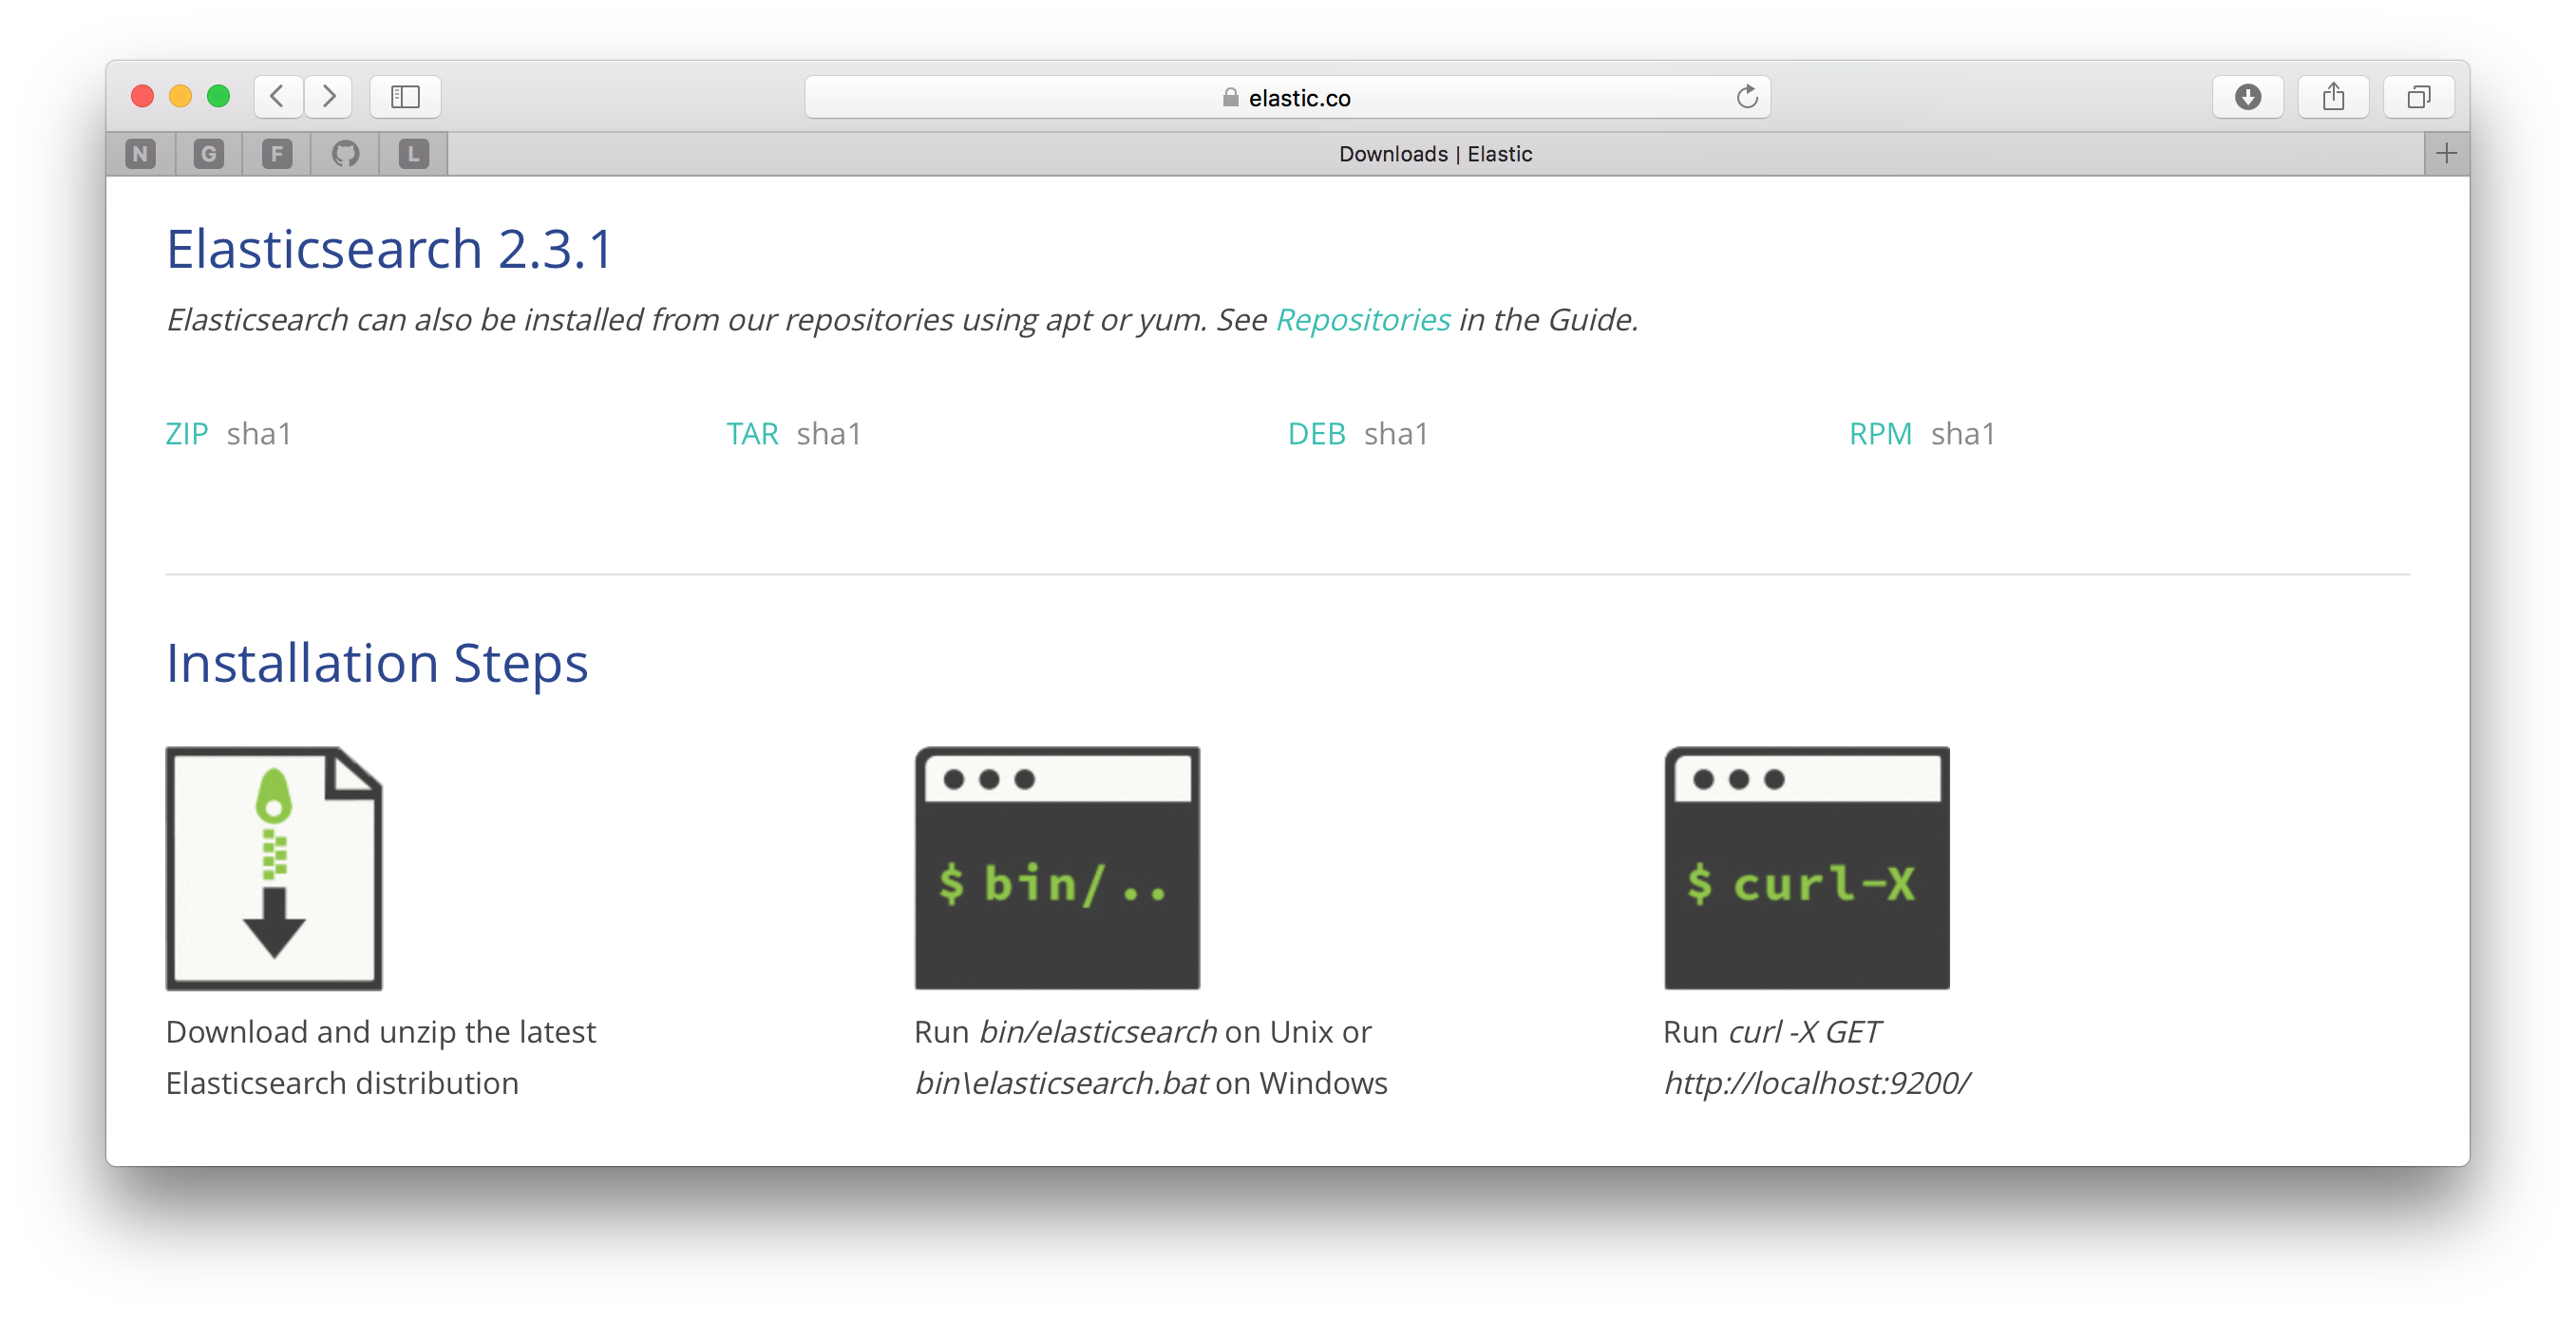 elastic.co
N G F L Downloads | Elastic
Elasticsearch 2.3.1
Elasticsearch can also be installed from our repositories using apt or yum. See Repositories in the Guide.
ZIP sha1 TAR sha1 DEB sha1 RPM sha1
Installation Steps
$ bin/..
$ curl-X
Download and unzip the latest
Elasticsearch distribution
Run bin/elasticsearch on Unix or
bin\elasticsearch.bat on Windows
Run curl -X GET
http://localhost:9200/